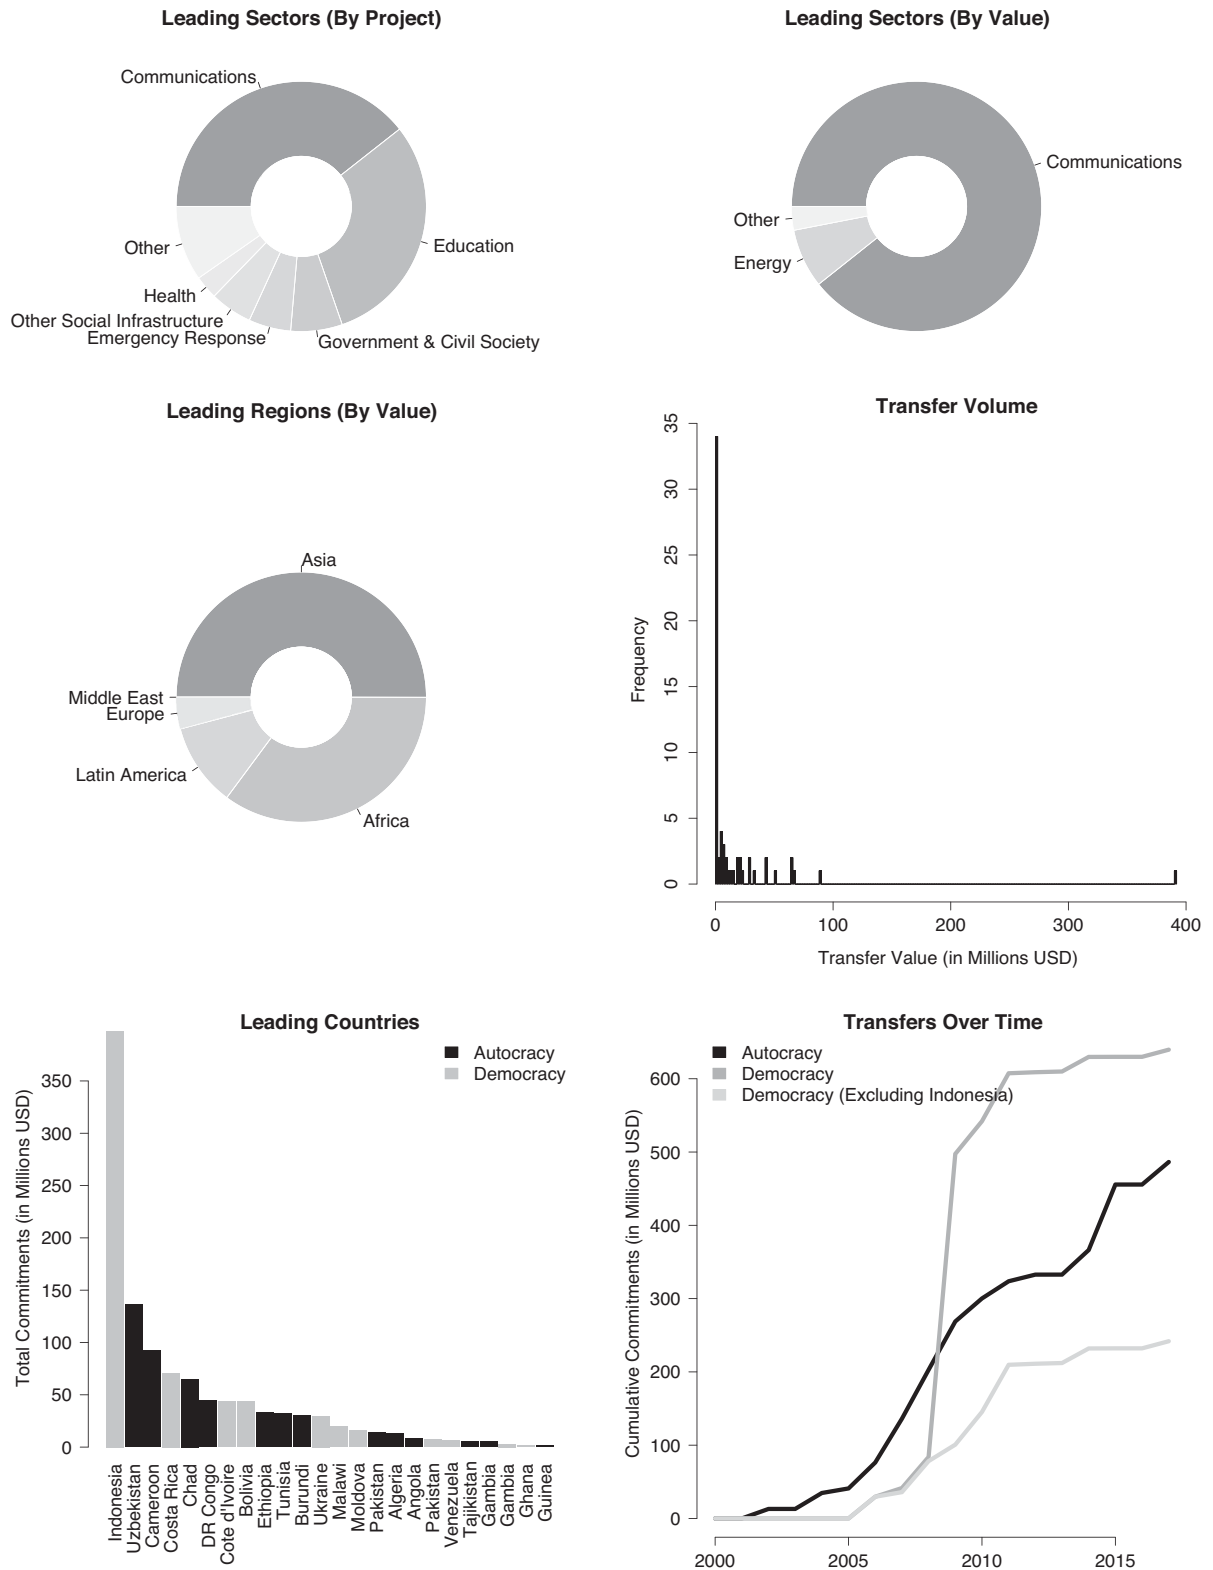 Leading Sectors (By Project)
Communications
Education
Other
Health
Other Social Infrastructure
Emergency Response
Government & Civil Society
Leading Sectors (By Value)
Communications
Other
Energy
Leading Regions (By Value)
Asia
Middle East
Europe
Latin America
Africa
Transfer Volume
Frequency
35
30
25
20
15
10
5
0
0 100 200 300 400
Transfer Value (in Millions USD)
Leading Countries
Autocracy
Democracy
Total Commitments (in Millions USD)
350
300
250
200
150
100
50
0
Indonesia
Uzbekistan
Cameroon
Costa Rica
Chad
DR Congo
Cote d'Ivoire
Bolivia
Ethiopia
Tunisia
Burundi
Ukraine
Malawi
Moldova
Pakistan
Algeria
Angola
Pakistan
Venezuela
Tajikistan
Gambia
Gambia
Ghana
Guinea
Transfers Over Time
Autocracy
Democracy
Democracy (Excluding Indonesia)
Cumulative Commitments (in Millions USD)
600
500
400
300
200
100
0
2000 2005 2010 2015